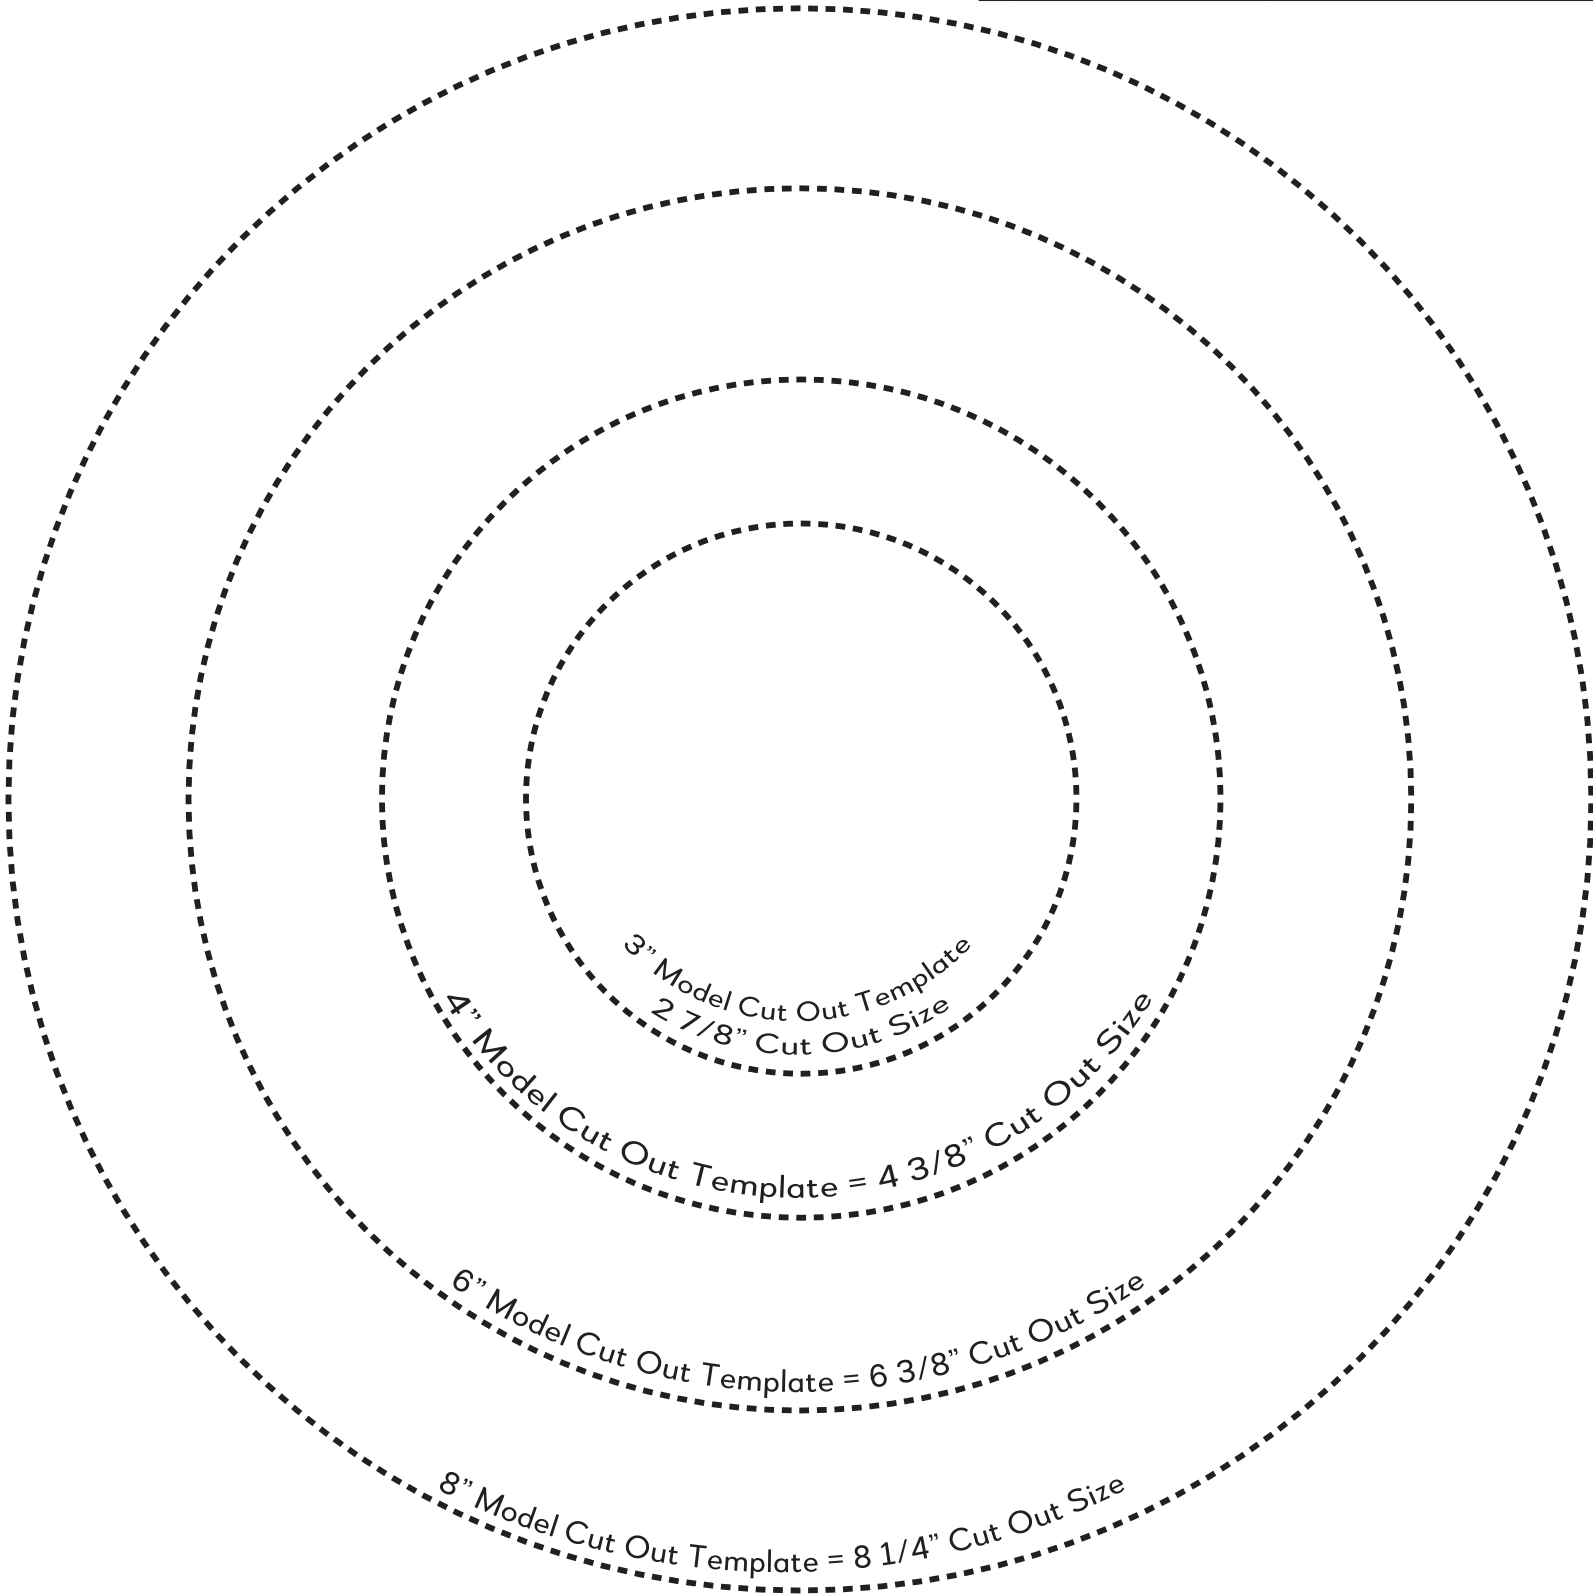 3” Model Cut Out Template
2 7/8” Cut Out Size
4” Model Cut Out Template = 4 3/8” Cut Out Size
6” Model Cut Out Template = 6 3/8” Cut Out Size
8” Model Cut Out Template = 8 1/4” Cut Out Size